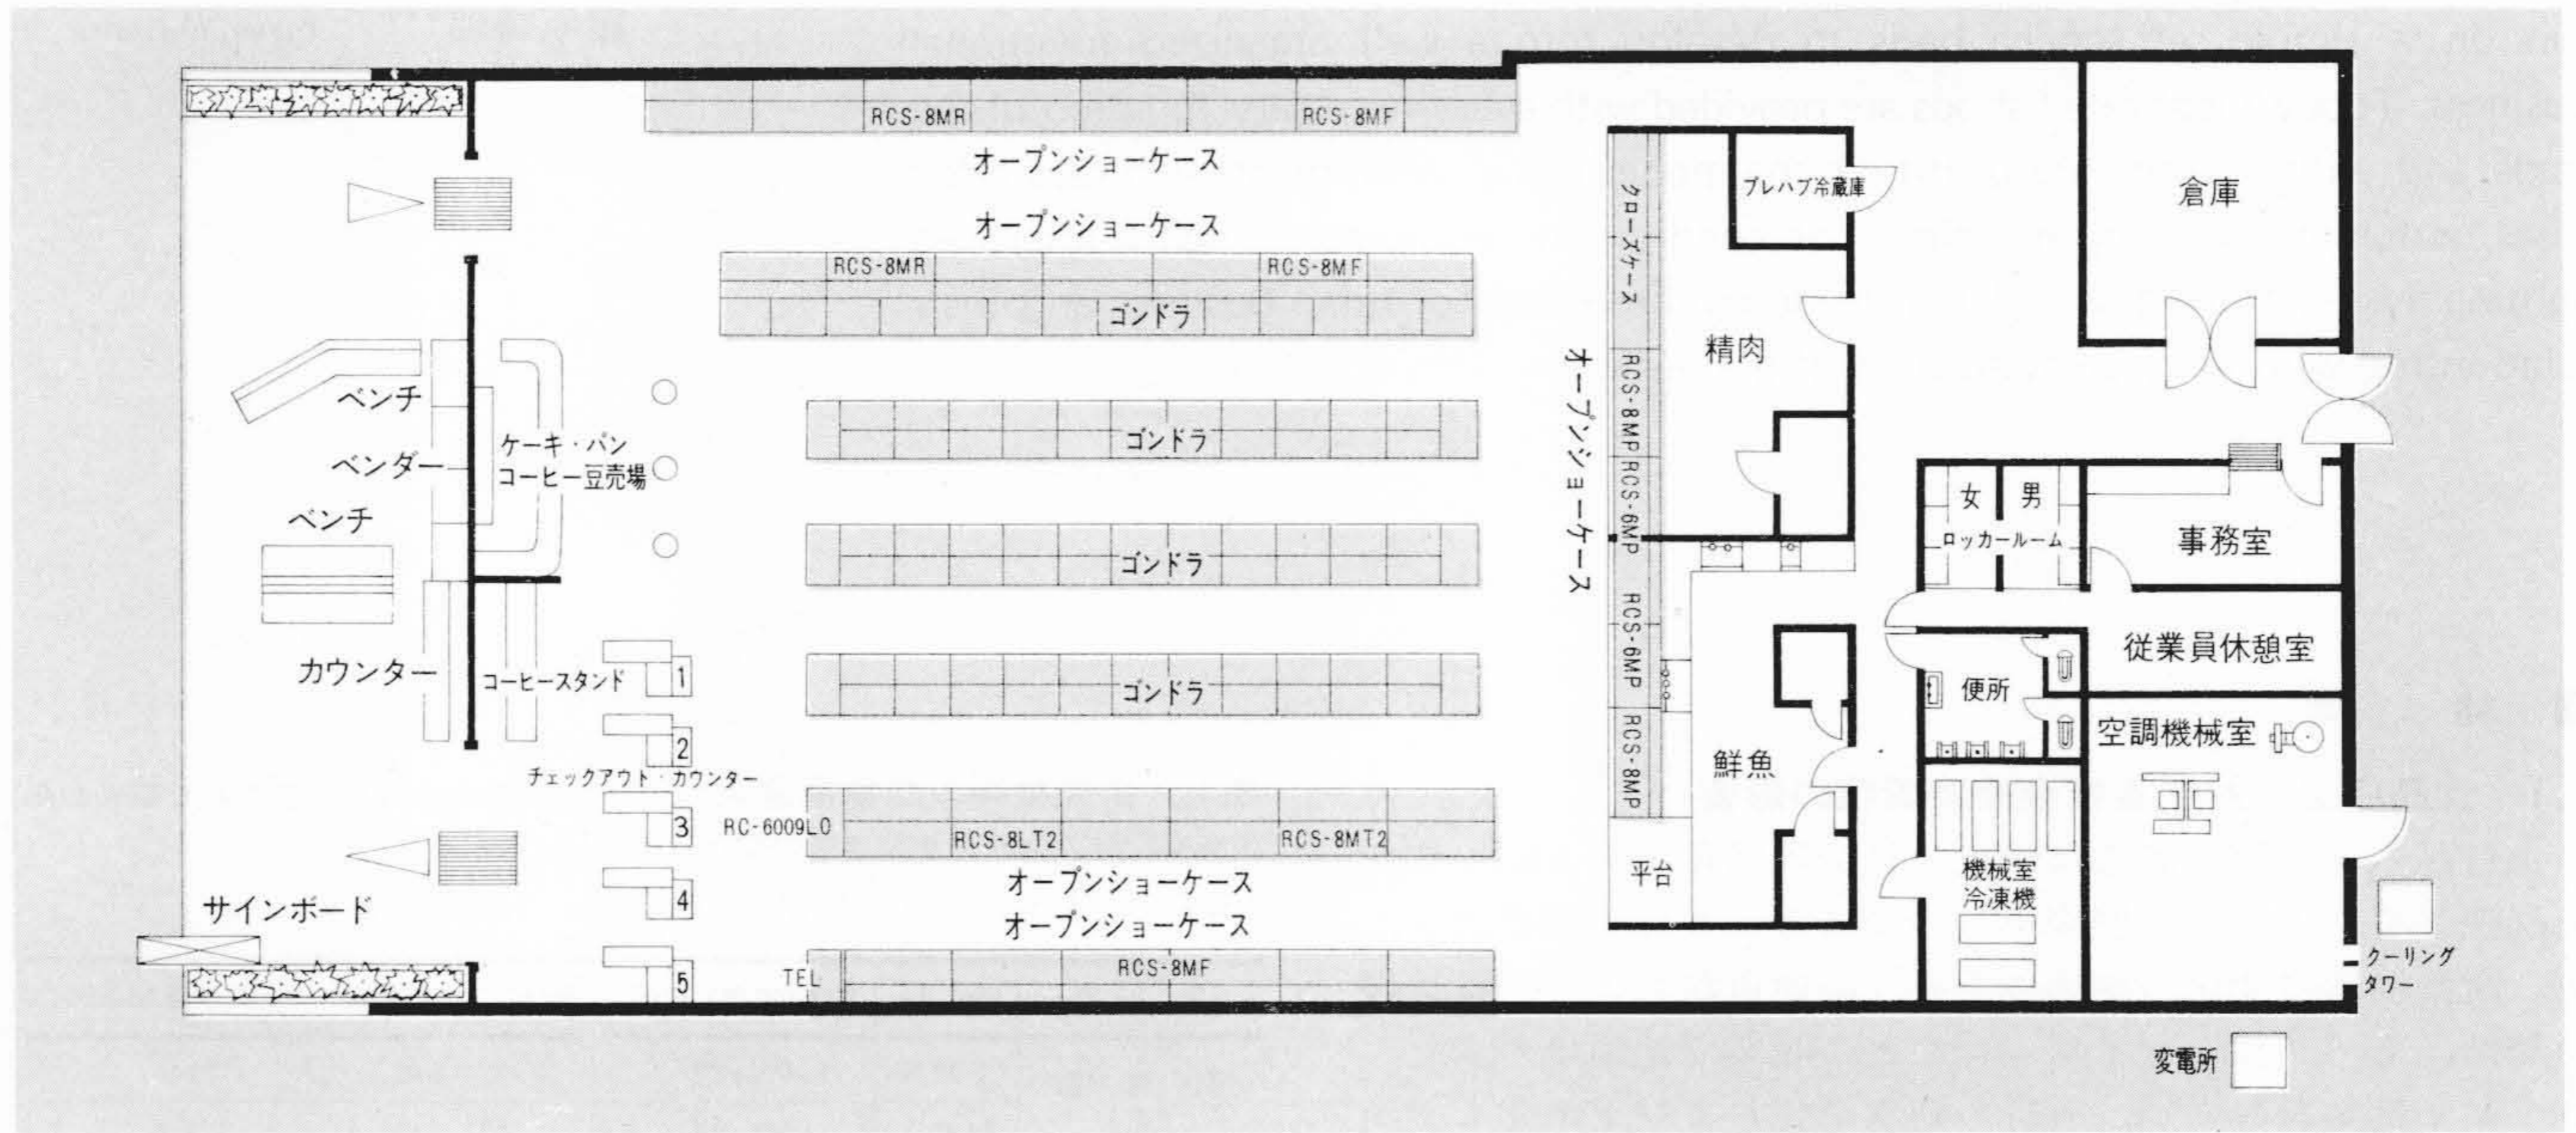 RCS-8MR
RCS-8MF
オープンショーケース
オープンショーケース
RCS-8MR
RCS-8MF
ゴンドラ
ゴンドラ
ゴンドラ
ゴンドラ
RC-6009LO
RCS-8LT2
RCS-8MT2
オープンショーケース
オープンショーケース
TEL
RCS-8MF
ベンチ
ベンダー
ベンチ
カウンター
サインボード
ケーキ・パン
コーヒー豆売場
コーヒースタンド
1
2
チェックアウト・カウンター
3
4
5
オープンショーケース
クローズケース
RCS-8MP
RCS-6MP
RCS-6MP
RCS-8MP
平台
プレハブ冷蔵庫
精肉
鮮魚
倉庫
女
男
ロッカールーム
事務室
従業員休憩室
便所
空調機械室
機械室
冷凍機
クーリング
タワー
変電所